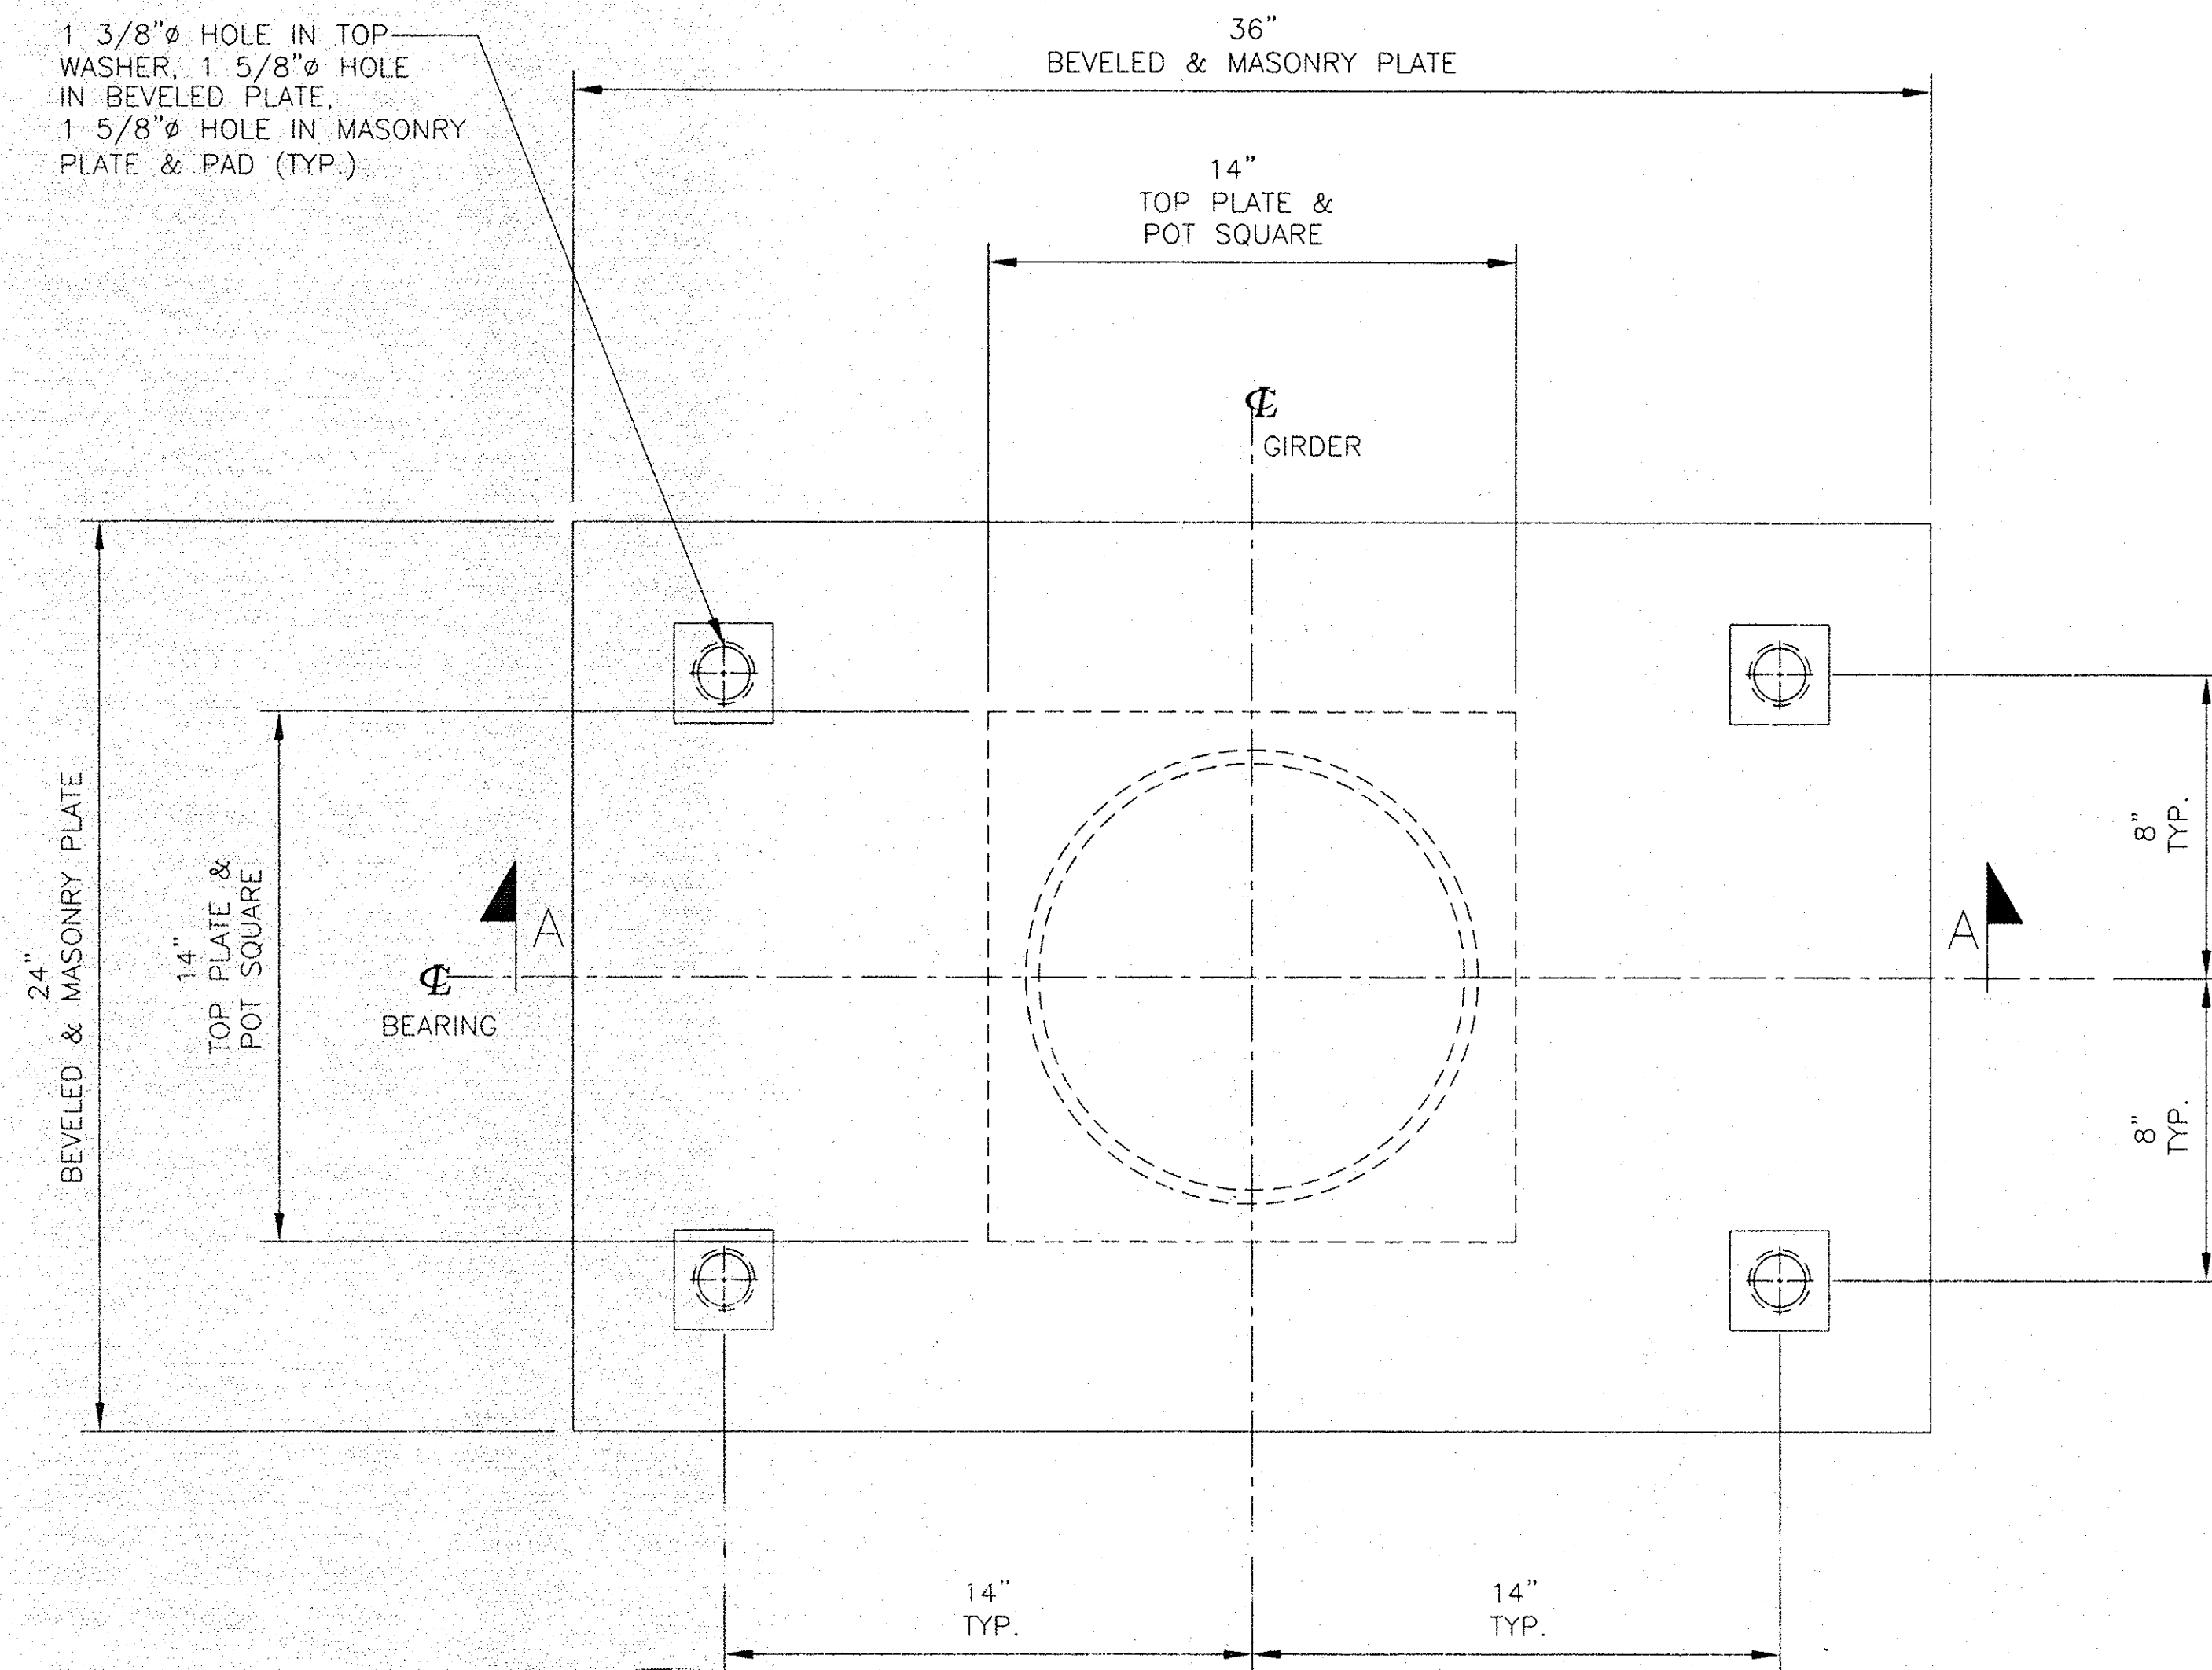 1 3/8"ø HOLE IN TOP
WASHER, 1 5/8"ø HOLE
IN BEVELED PLATE,
1 5/8"ø HOLE IN MASONRY
PLATE & PAD (TYP.)
36"
BEVELED & MASONRY PLATE
14"
TOP PLATE &
POT SQUARE
℄
GIRDER
24"
BEVELED & MASONRY PLATE
14"
TOP PLATE &
POT SQUARE
A
℄
BEARING
A
8"
TYP.
8"
TYP.
14"
TYP.
14"
TYP.